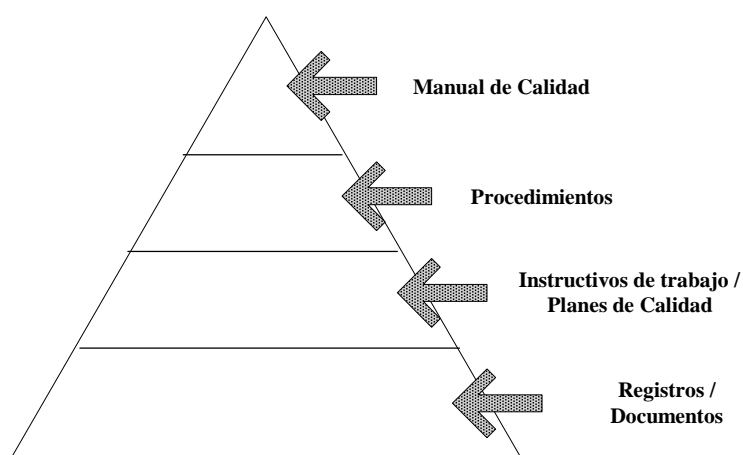 Manual de Calidad
Procedimientos
Instructivos de trabajo /
Planes de Calidad
Registros /
Documentos